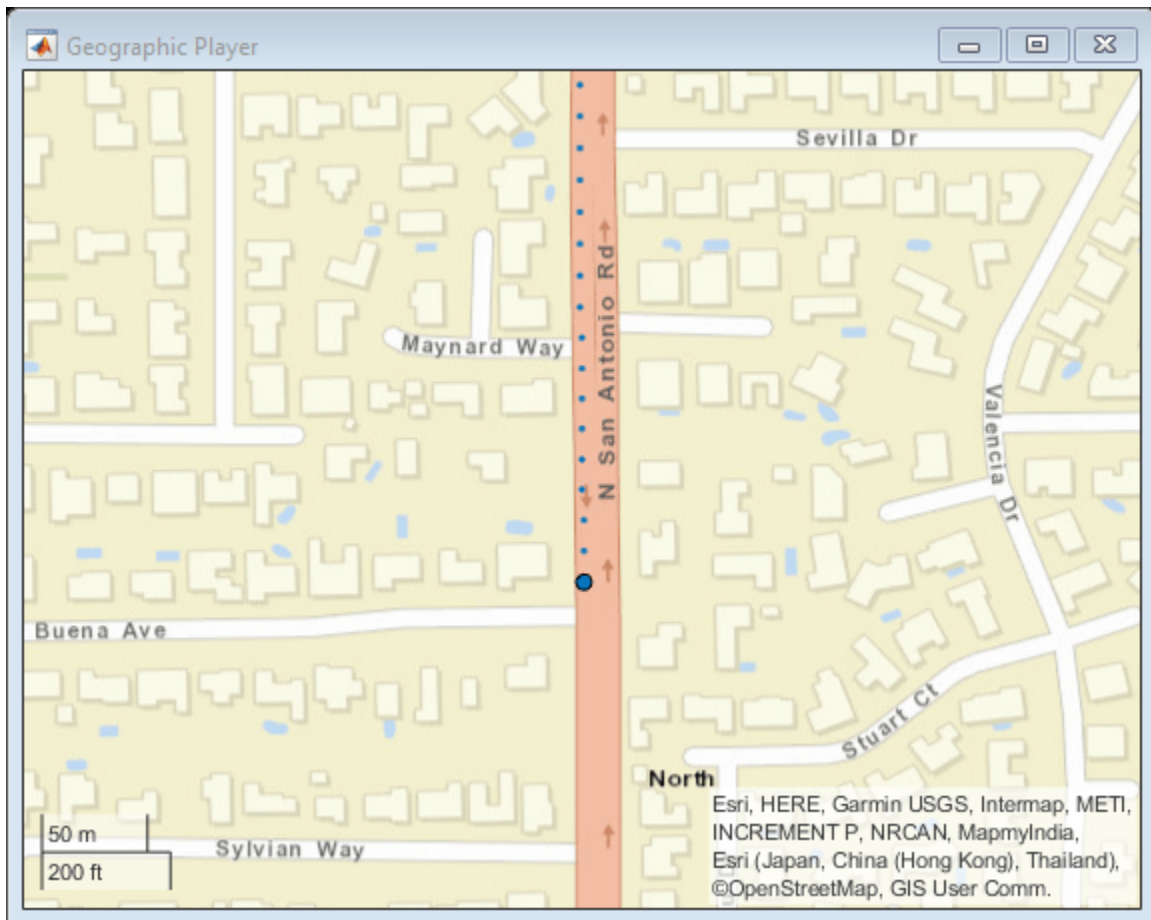 Geographic Player
Sevilla Dr
N San Antonio Rd
Maynard Way
Valencia Dr
Buena Ave
Stuart Ct
North
Sylvian Way
50 m
200 ft
Esri, HERE, Garmin USGS, Intermap, METI,
INCREMENT P, NRCAN, MapmyIndia,
Esri (Japan, China (Hong Kong), Thailand),
©OpenStreetMap, GIS User Comm.